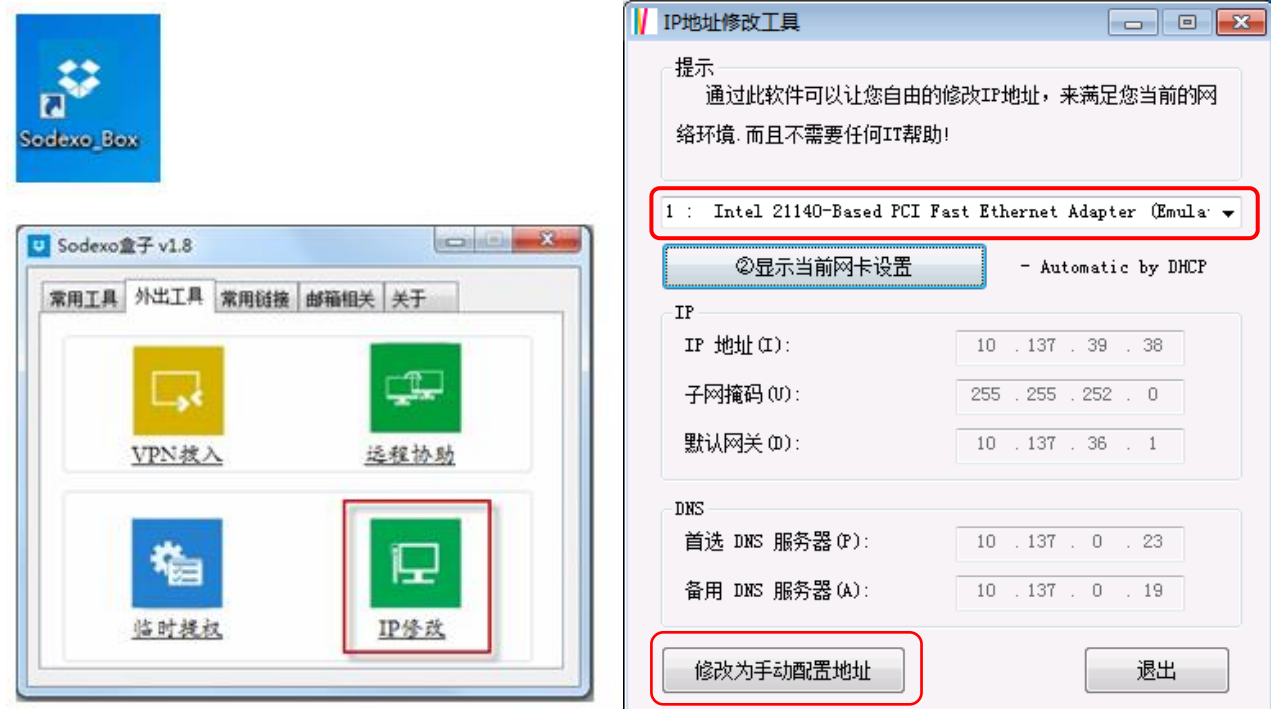 Sodexo_Box
Sodexo盒子 v1.8
常用工具 外出工具 常用链接 邮箱相关 关于
VPN拨入 远程协助
临时提权 IP修改
IP地址修改工具
提示
通过此软件可以让您自由的修改IP地址，来满足您当前的网
络环境.而且不需要任何IT帮助!
1 : Intel 21140-Based PCI Fast Ethernet Adapter (Emula
②显示当前网卡设置 - Automatic by DHCP
IP
IP 地址(I): 10 . 137 . 39 . 38
子网掩码(U): 255 . 255 . 252 . 0
默认网关(D): 10 . 137 . 36 . 1
DNS
首选 DNS 服务器(P): 10 . 137 . 0 . 23
备用 DNS 服务器(A): 10 . 137 . 0 . 19
修改为手动配置地址 退出